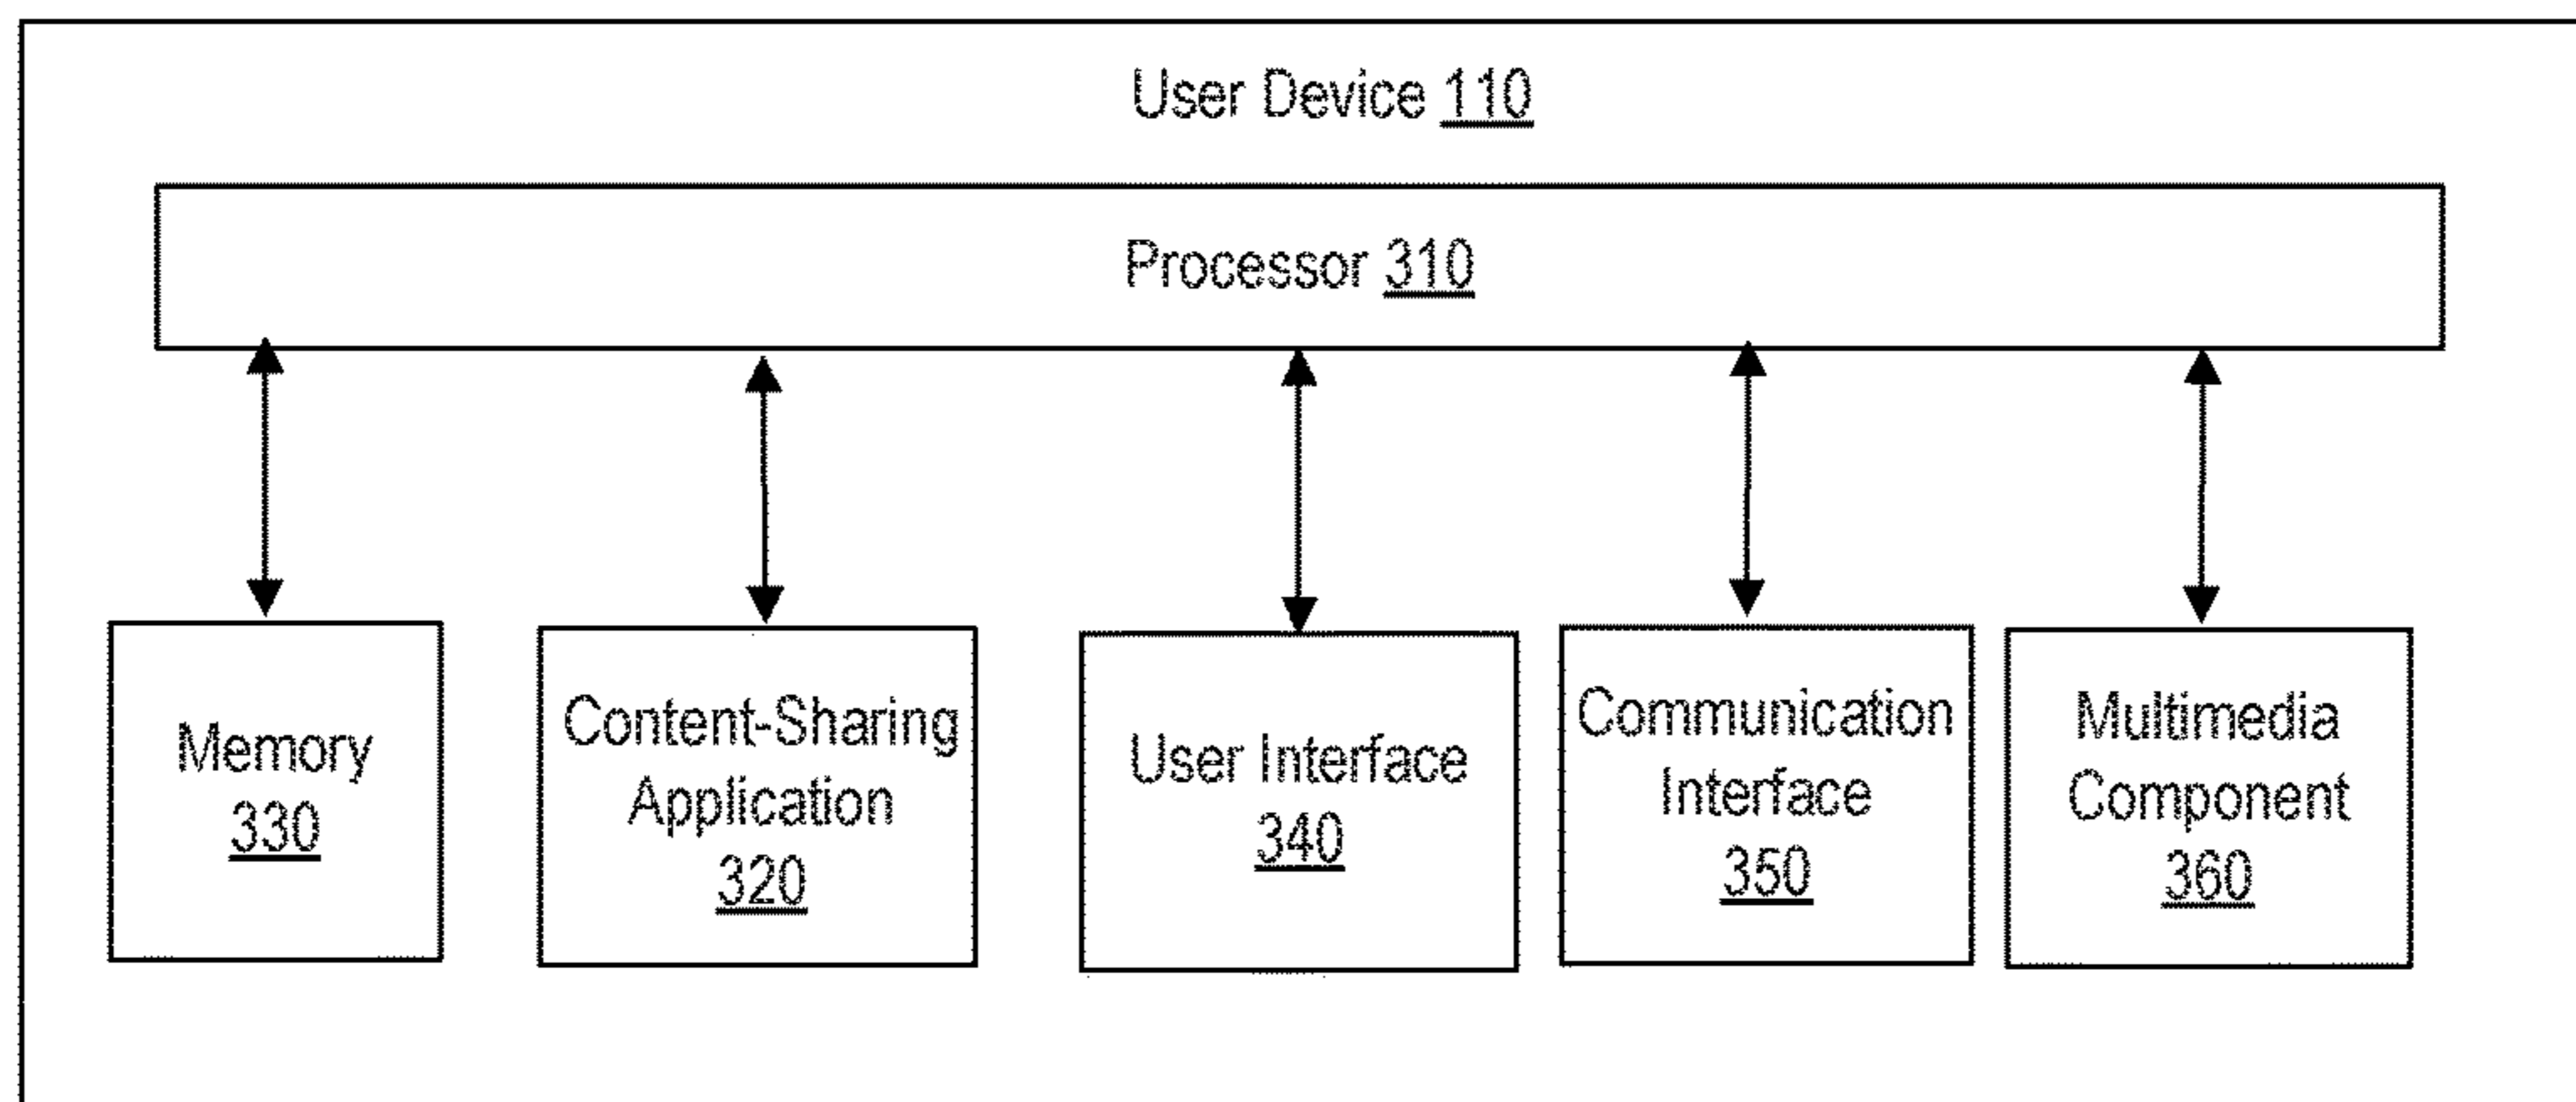 User Device 110
Processor 310
Memory
330
Content-Sharing
Application
320
User Interface
340
Communication
Interface
350
Multimedia
Component
360